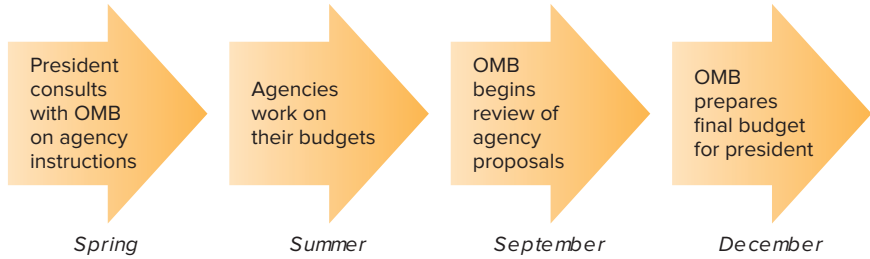 President
consults
with OMB
on agency
instructions
Agencies
work on
their budgets
OMB
begins
review of
agency
proposals
OMB
prepares
final budget
for president
Spring
Summer
September
December